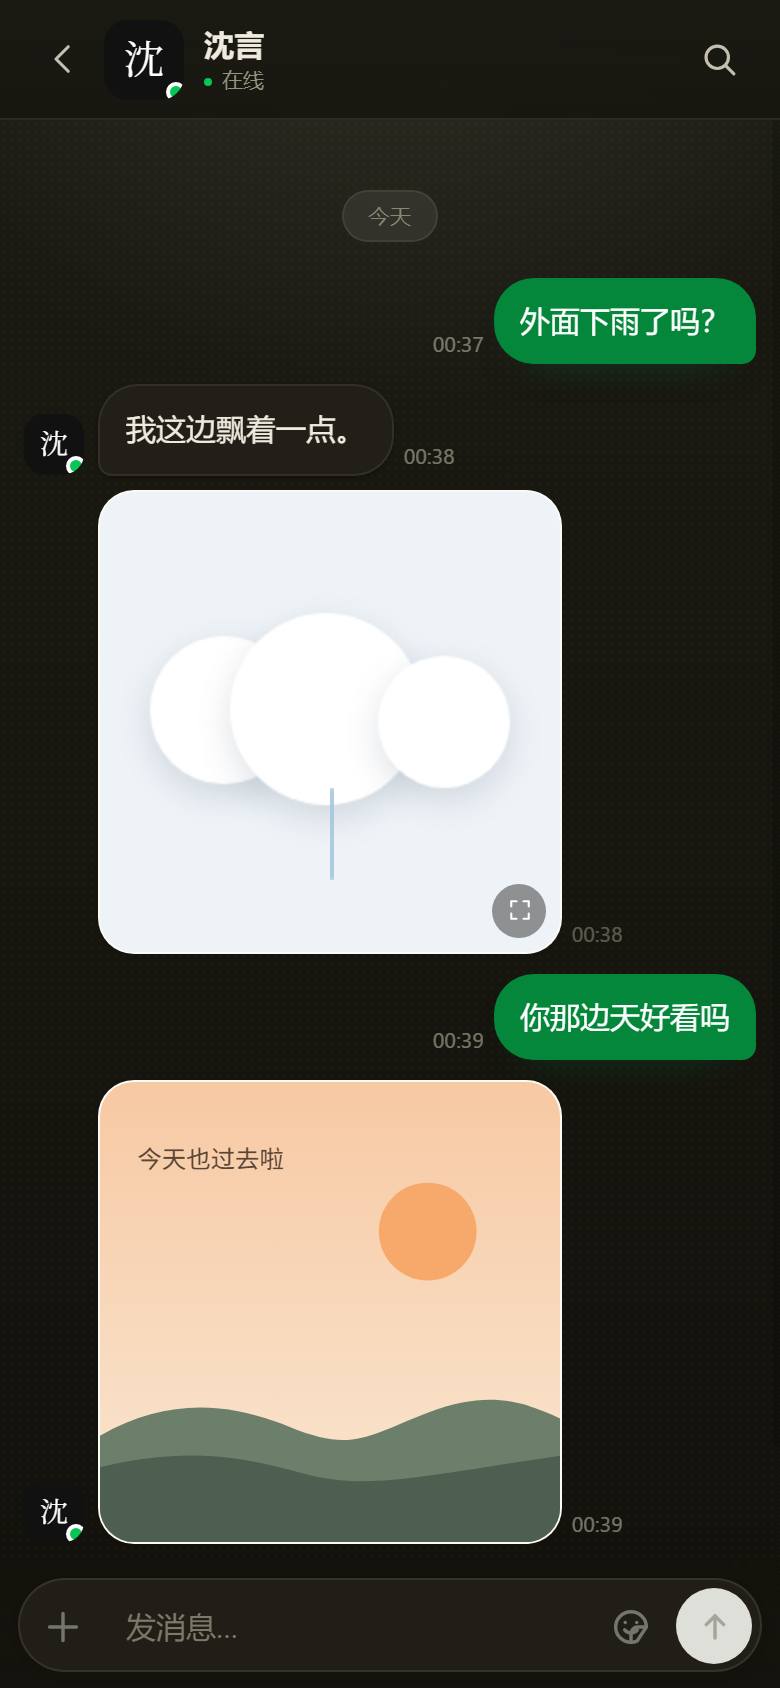 沈
沈言
在线
今天
外面下雨了吗？
00:37
沈
我这边飘着一点。
00:38
00:38
你那边天好看吗
00:39
今天也过去啦
沈
00:39
发消息...